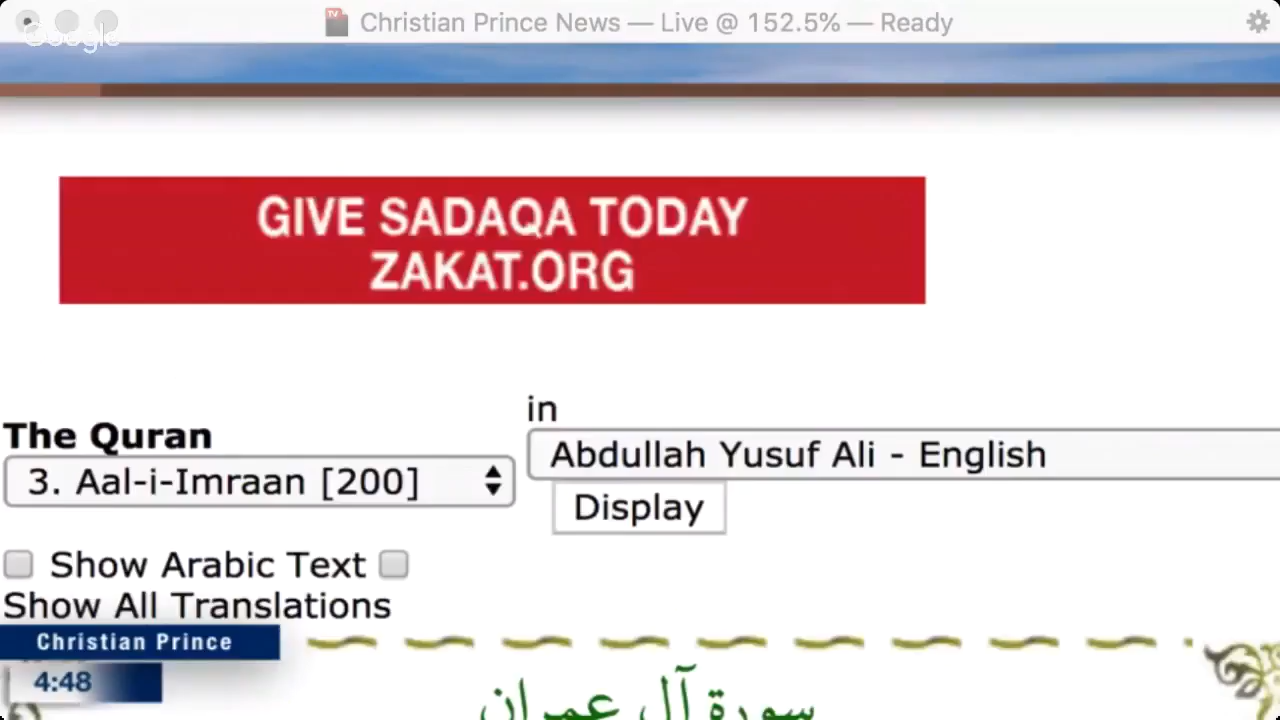 Google
Christian Prince News — Live @ 152.5% — Ready
GIVE SADAQA TODAY
ZAKAT.ORG
The Quran
in
3. Aal-i-Imraan [200]
Abdullah Yusuf Ali - English
Display
Show Arabic Text
Show All Translations
Christian Prince
4:48
سورة آل عمران